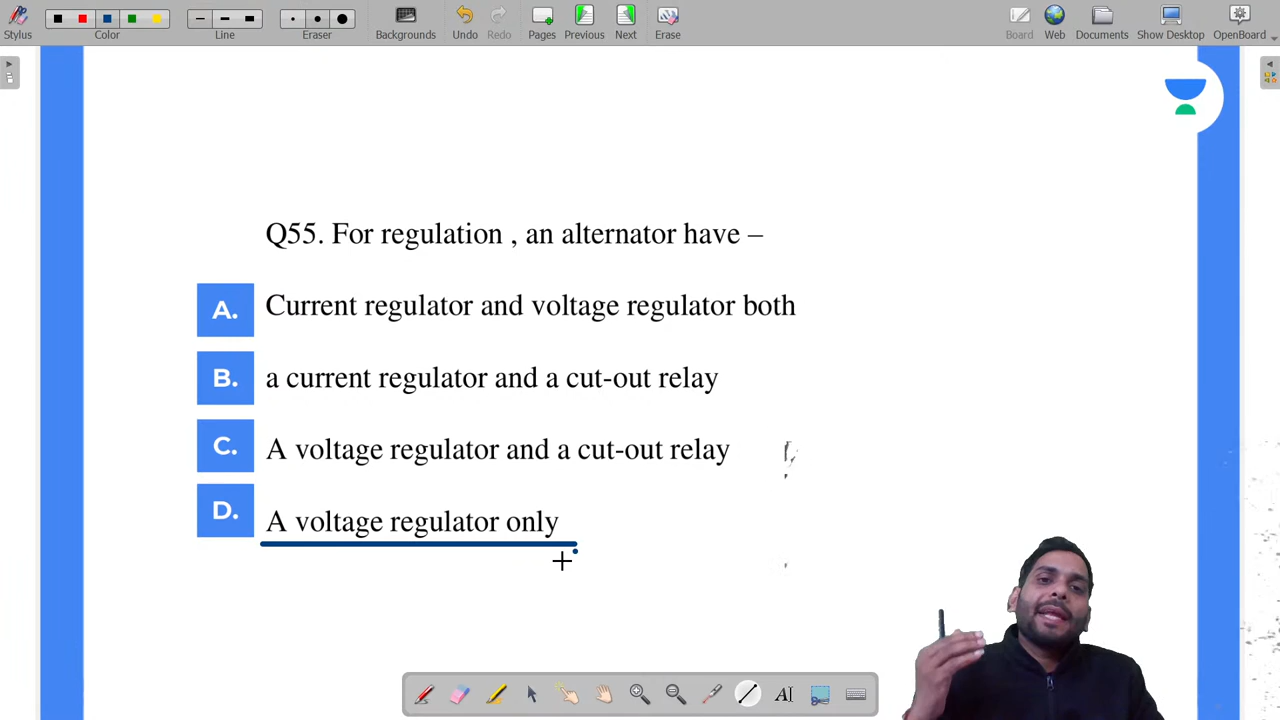 Stylus
Color
Line
Eraser
Backgrounds
Undo
Redo
Pages
Previous
Next
Erase
Board
Web
Documents
Show Desktop
OpenBoard
Q55. For regulation , an alternator have –
A. Current regulator and voltage regulator both
B. a current regulator and a cut-out relay
C. A voltage regulator and a cut-out relay
D. A voltage regulator only
AI